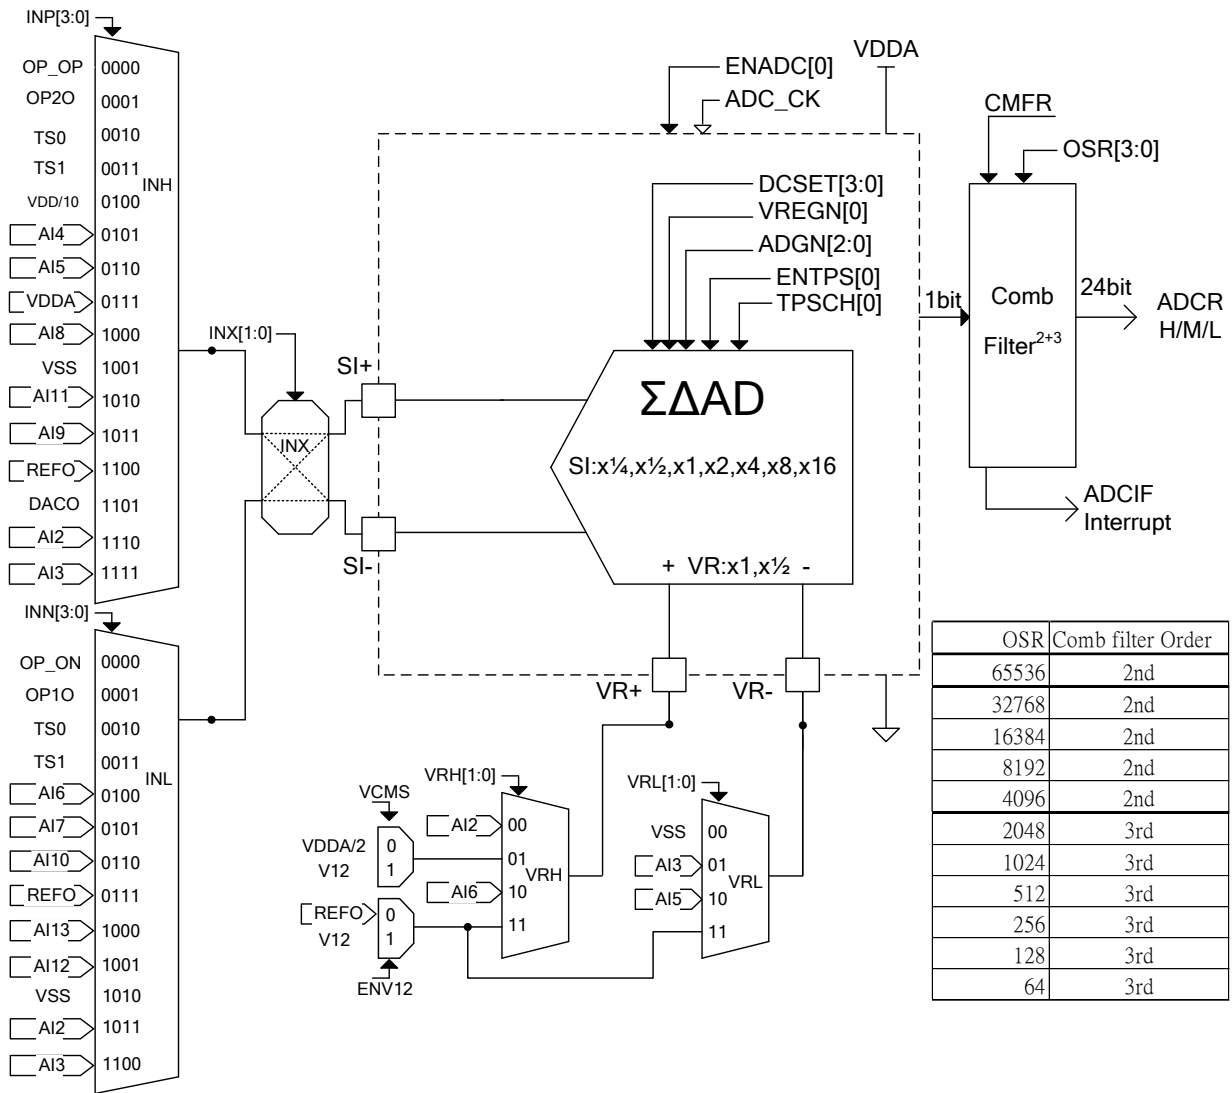 INP[3:0]
OP_OP 0000
OP2O 0001
TS0 0010
TS1 0011
INH
VDD/10 0100
AI4 0101
AI5 0110
VDDA 0111
AI8 1000
VSS 1001
AI11 1010
AI9 1011
REFO 1100
DACO 1101
AI2 1110
AI3 1111
INN[3:0]
OP_ON 0000
OP1O 0001
TS0 0010
TS1 0011
INL
AI6 0100
AI7 0101
AI10 0110
REFO 0111
AI13 1000
AI12 1001
VSS 1010
AI2 1011
AI3 1100
INX[1:0]
INX
SI+
SI-
ENADC[0]
ADC_CK
VDDA
DCSET[3:0]
VREGN[0]
ADGN[2:0]
ENTPS[0]
TPSCH[0]
ΣΔAD
SI:x¼,x½,x1,x2,x4,x8,x16
+ VR:x1,x½ -
VR+
VR-
VRH[1:0]
VCMS
VDDA/2 0
V12 1
REFO 0
V12 1
ENV12
AI2 00
01
VRH
AI6 10
11
VRL[1:0]
VSS 00
AI3 01
VRL
AI5 10
11
CMFR
OSR[3:0]
1bit
Comb
Filter²⁺³
24bit
ADCR
H/M/L
ADCIF
Interrupt
OSR Comb filter Order
65536 2nd
32768 2nd
16384 2nd
8192 2nd
4096 2nd
2048 3rd
1024 3rd
512 3rd
256 3rd
128 3rd
64 3rd